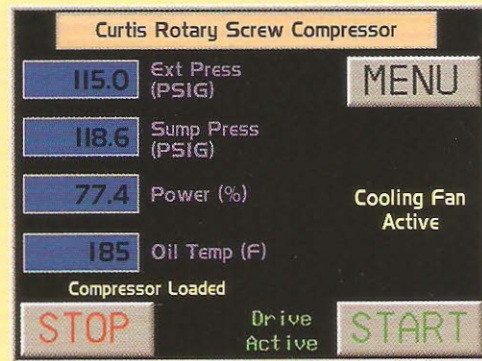 Curtis Rotary Screw Compressor
115.0 Ext Press
(PSIG)
MENU
118.6 Sump Press
(PSIG)
77.4 Power (%)
Cooling Fan
Active
185 Oil Temp (F)
Compressor Loaded
STOP
Drive
Active
START